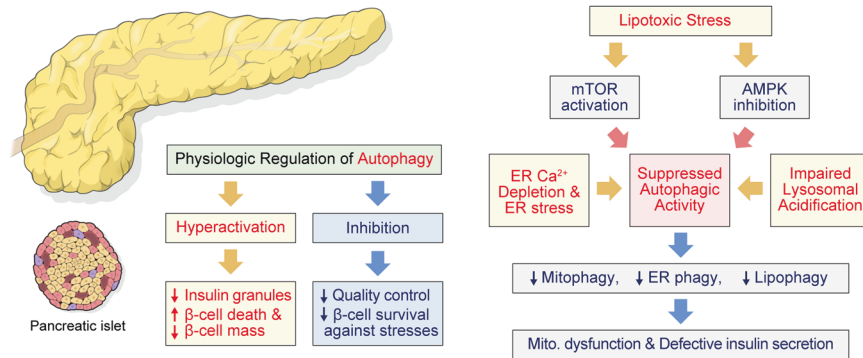 Physiologic Regulation of Autophagy
Hyperactivation
Inhibition
↓ Insulin granules
↑ β-cell death &
↓ β-cell mass
↓ Quality control
↓ β-cell survival
against stresses
Pancreatic islet
Lipotoxic Stress
mTOR
activation
AMPK
inhibition
ER Ca²⁺
Depletion &
ER stress
Suppressed
Autophagic
Activity
Impaired
Lysosomal
Acidification
↓ Mitophagy, ↓ ER phagy, ↓ Lipophagy
Mito. dysfunction & Defective insulin secretion